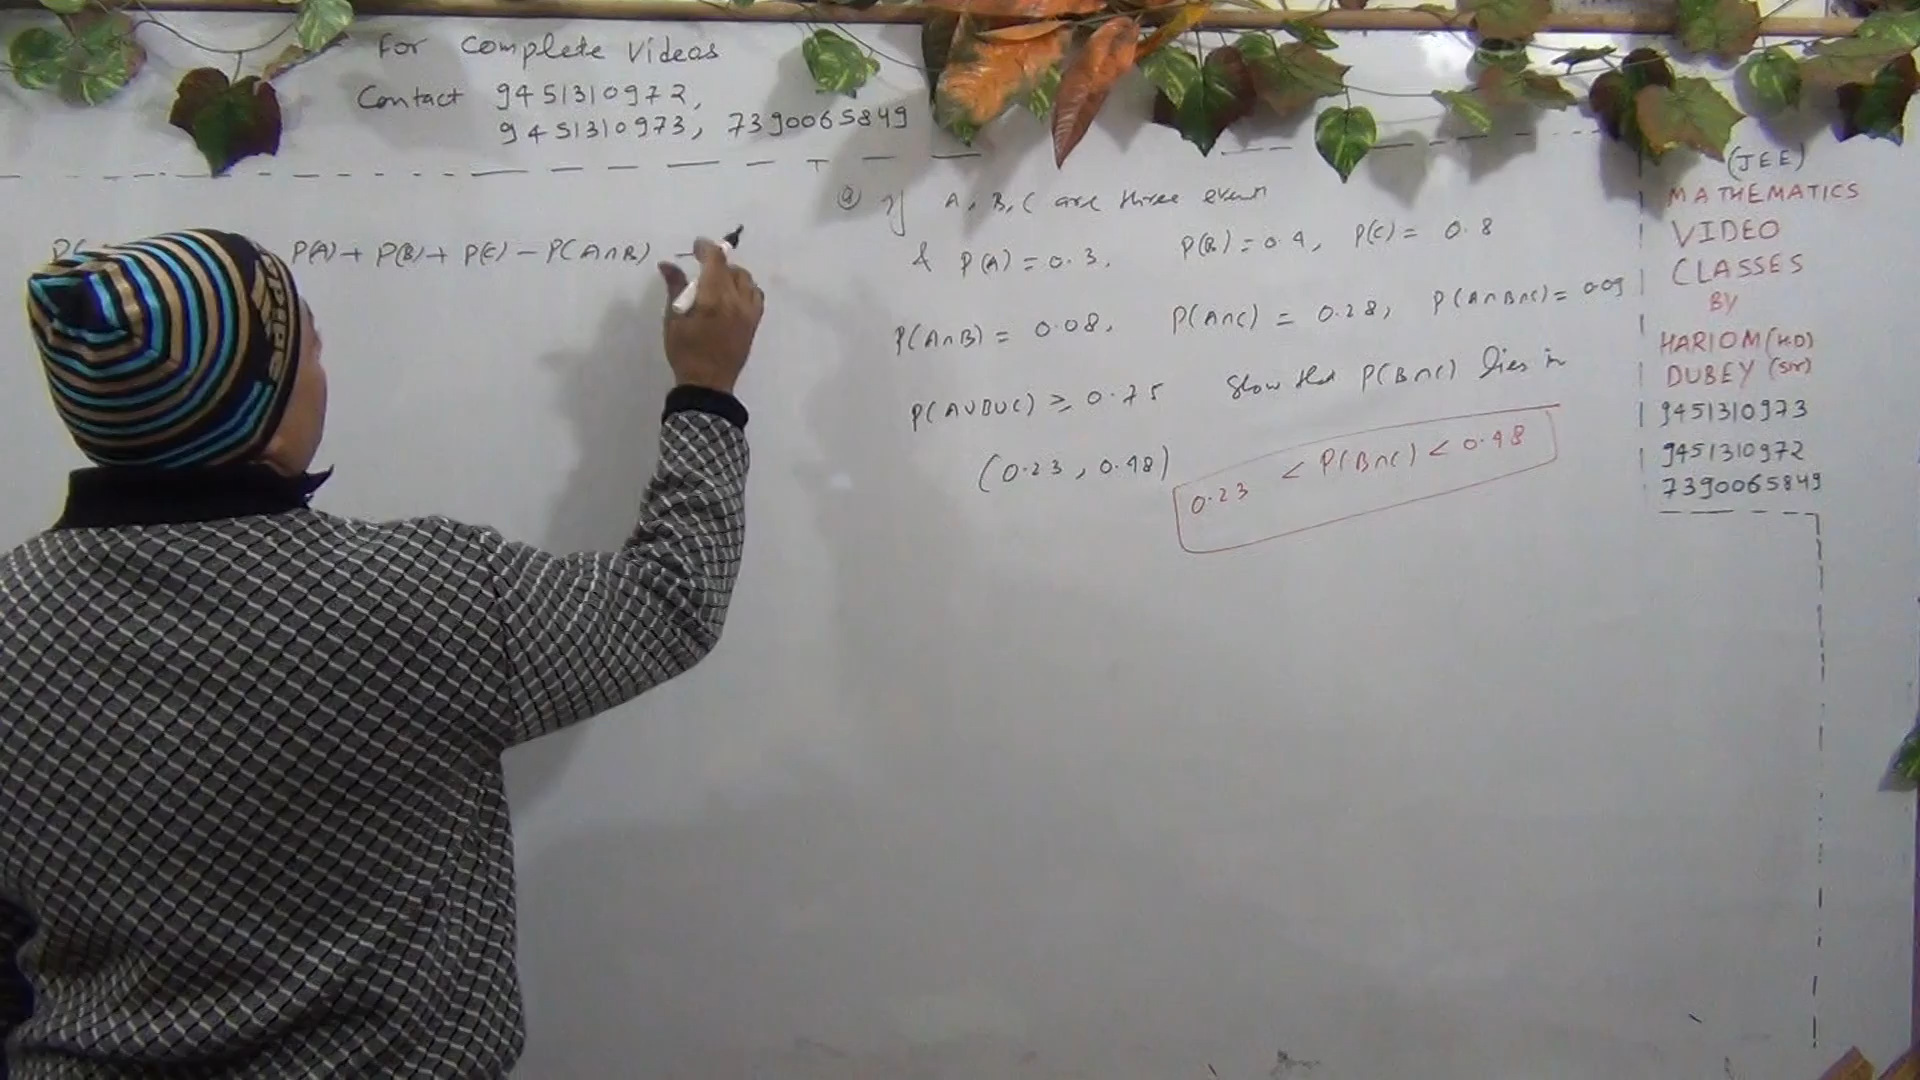 For Complete Videos
Contact 9451310972,
9451310973, 7390065849
P(A)+ P(B)+ P(C) - P(A∩B) -
Q If A, B, C are three event
& P(A) = 0.3, P(B) = 0.4, P(C) = 0.8
P(A∩B) = 0.08, P(A∩C) = 0.28, P(A∩B∩C) = 0.09
P(A∪B∪C) ≥ 0.75 Show that P(B∩C) lies in
(0.23, 0.48)
0.23 < P(B∩C) < 0.48
(JEE)
MATHEMATICS
VIDEO
CLASSES
BY
HARIOM (H.D)
DUBEY (Sir)
9451310973
9451310972
7390065849